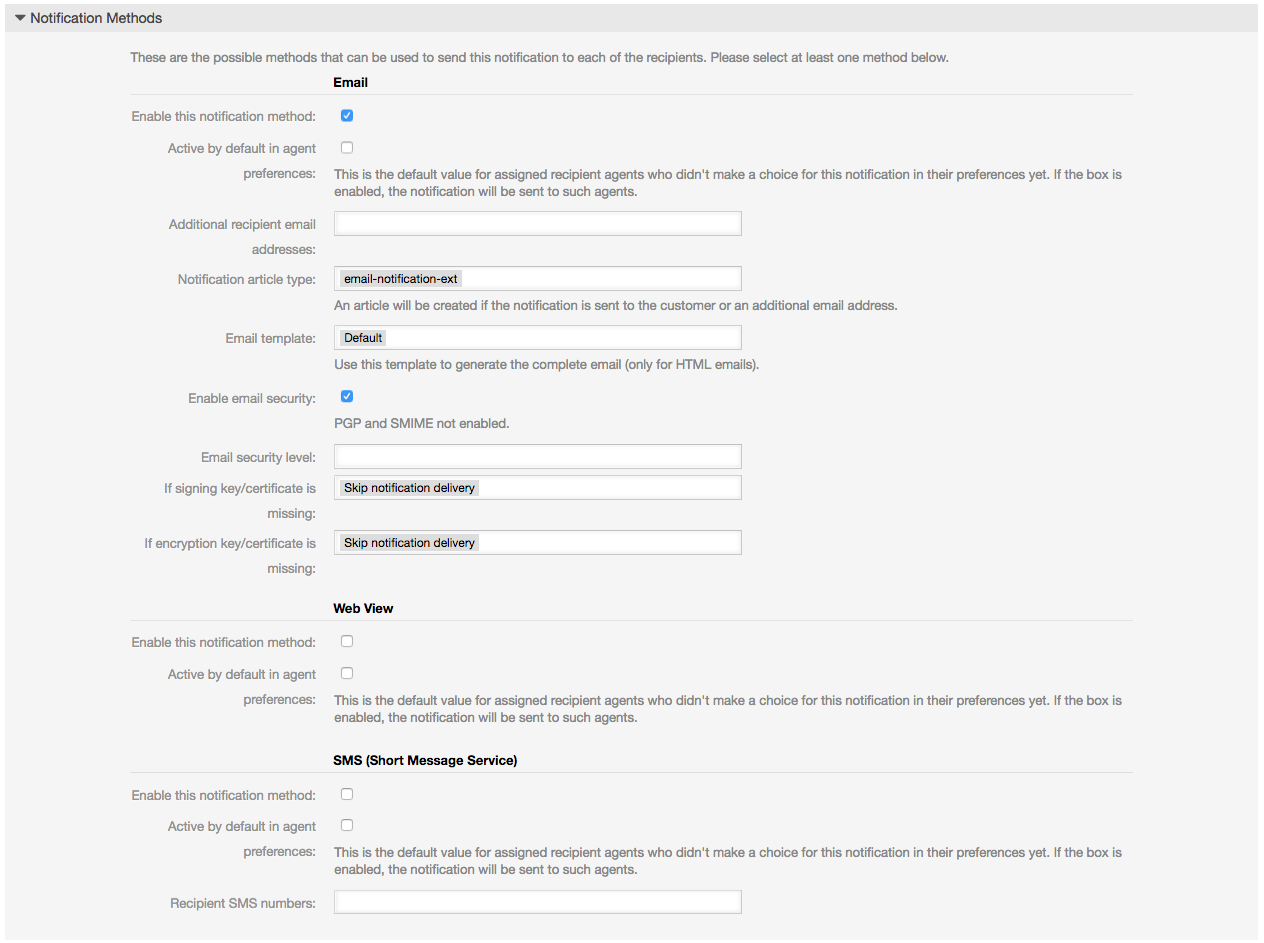 Notification Methods
These are the possible methods that can be used to send this notification to each of the recipients. Please select at least one method below.
Email
Enable this notification method:
Active by default in agent
preferences:
This is the default value for assigned recipient agents who didn't make a choice for this notification in their preferences yet. If the box is
enabled, the notification will be sent to such agents.
Additional recipient email
addresses:
Notification article type:
email-notification-ext
An article will be created if the notification is sent to the customer or an additional email address.
Email template:
Default
Use this template to generate the complete email (only for HTML emails).
Enable email security:
PGP and SMIME not enabled.
Email security level:
If signing key/certificate is
missing:
Skip notification delivery
If encryption key/certificate is
missing:
Skip notification delivery
Web View
Enable this notification method:
Active by default in agent
preferences:
This is the default value for assigned recipient agents who didn't make a choice for this notification in their preferences yet. If the box is
enabled, the notification will be sent to such agents.
SMS (Short Message Service)
Enable this notification method:
Active by default in agent
preferences:
This is the default value for assigned recipient agents who didn't make a choice for this notification in their preferences yet. If the box is
enabled, the notification will be sent to such agents.
Recipient SMS numbers: